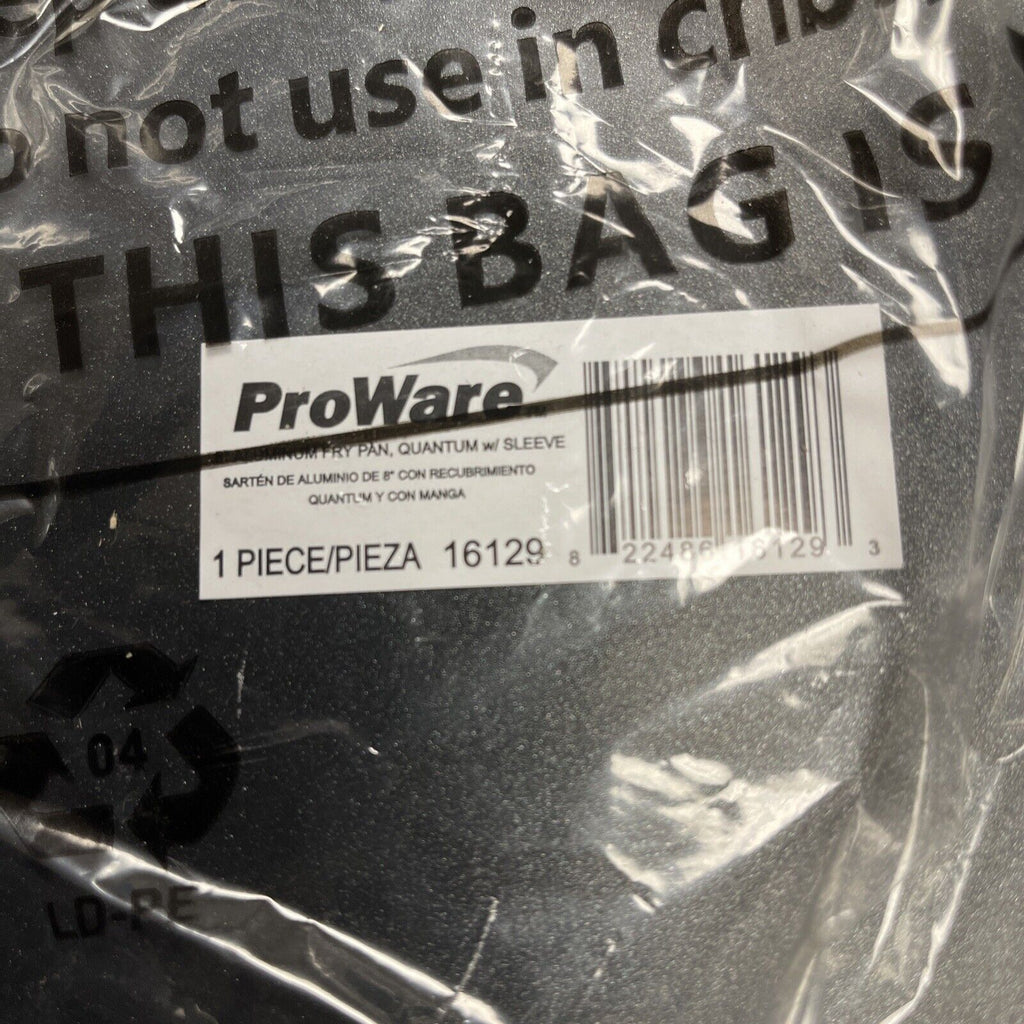 not use in
THIS BAG IS
ProWare
ALUMINUM FRY PAN, QUANTUM w/ SLEEVE
SARTÉN DE ALUMINIO DE 8" CON RECUBRIMIENTO
QUANTUM Y CON MANGA
1 PIECE/PIEZA 16129
8 22486 16129 3
04
LD-PE